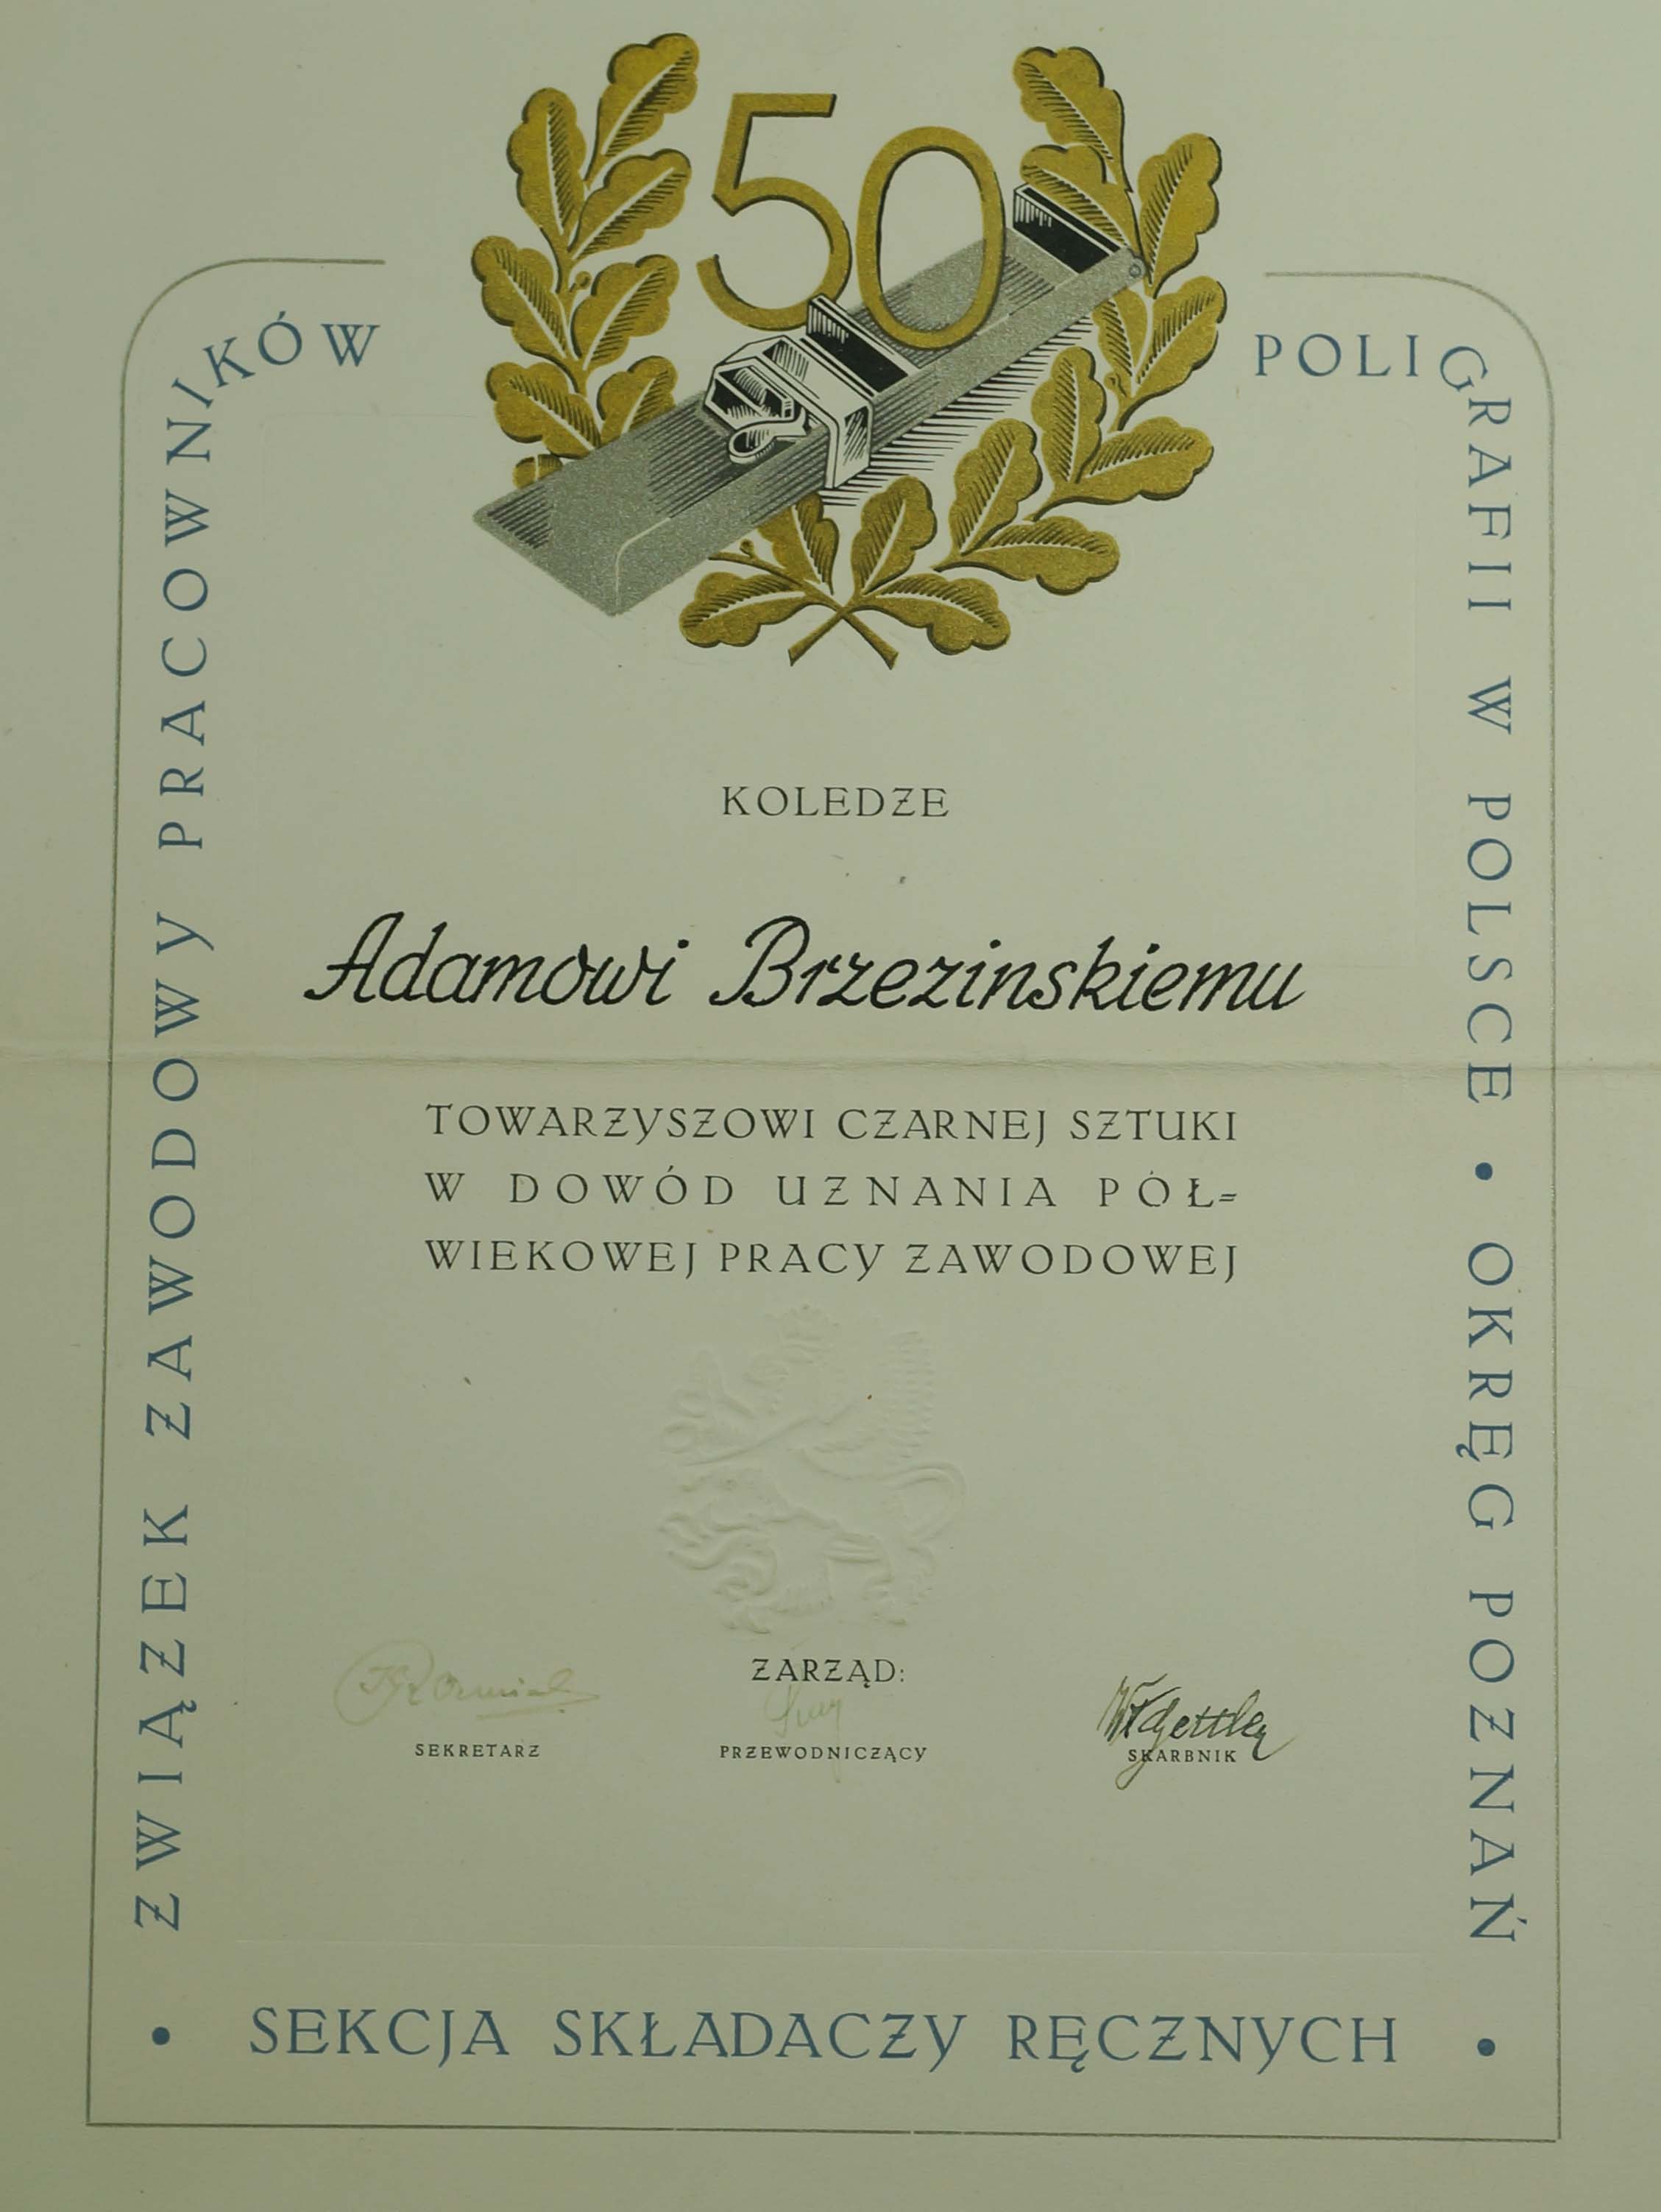 50
ZWIĄZEK ZAWODOWY PRACOWNIKÓW POLIGRAFII W POLSCE • OKRĘG POZNAŃ
KOLEDZE
Adamowi Brzezinskiemu
TOWARZYSZOWI CZARNEJ SZTUKI
W DOWÓD UZNANIA PÓŁ=
WIEKOWEJ PRACY ZAWODOWEJ
ZARZĄD:
SEKRETARZ PRZEWODNICZĄCY SKARBNIK
• SEKCJA SKŁADACZY RĘCZNYCH •